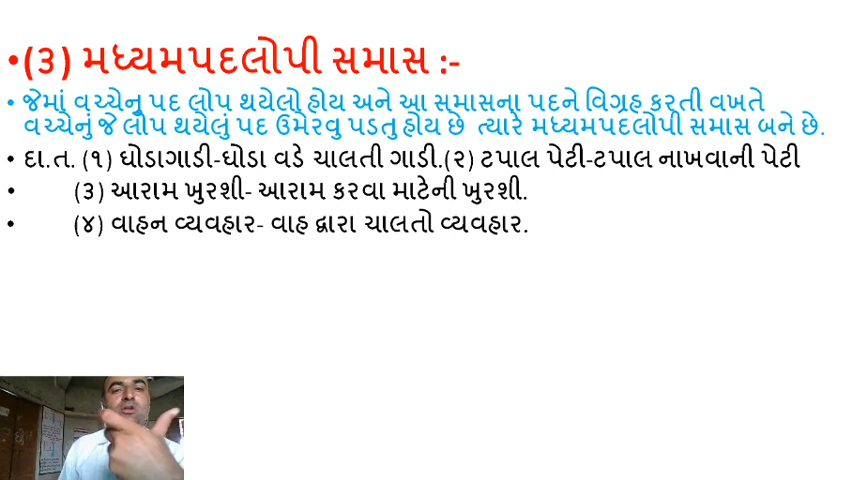 •(૩) મધ્યમપદલોપી સમાસ :-
• જેમાં વચ્ચેનુ પદ લોપ થયેલો હોય અને આ સમાસના પદને વિગ્રહ કરતી વખતે
વચ્ચેનું જે લોપ થયેલું પદ ઉમેરવુ પડતુ હોય છે ત્યારે મધ્યમપદલોપી સમાસ બને છે.
• દા.ત. (૧) ઘોડાગાડી-ઘોડા વડે ચાલતી ગાડી.(૨) ટપાલ પેટી-ટપાલ નાખવાની પેટી
• (૩) આરામ ખુરશી- આરામ કરવા માટેની ખુરશી.
• (૪) વાહન વ્યવહાર- વાહ દ્વારા ચાલતો વ્યવહાર.